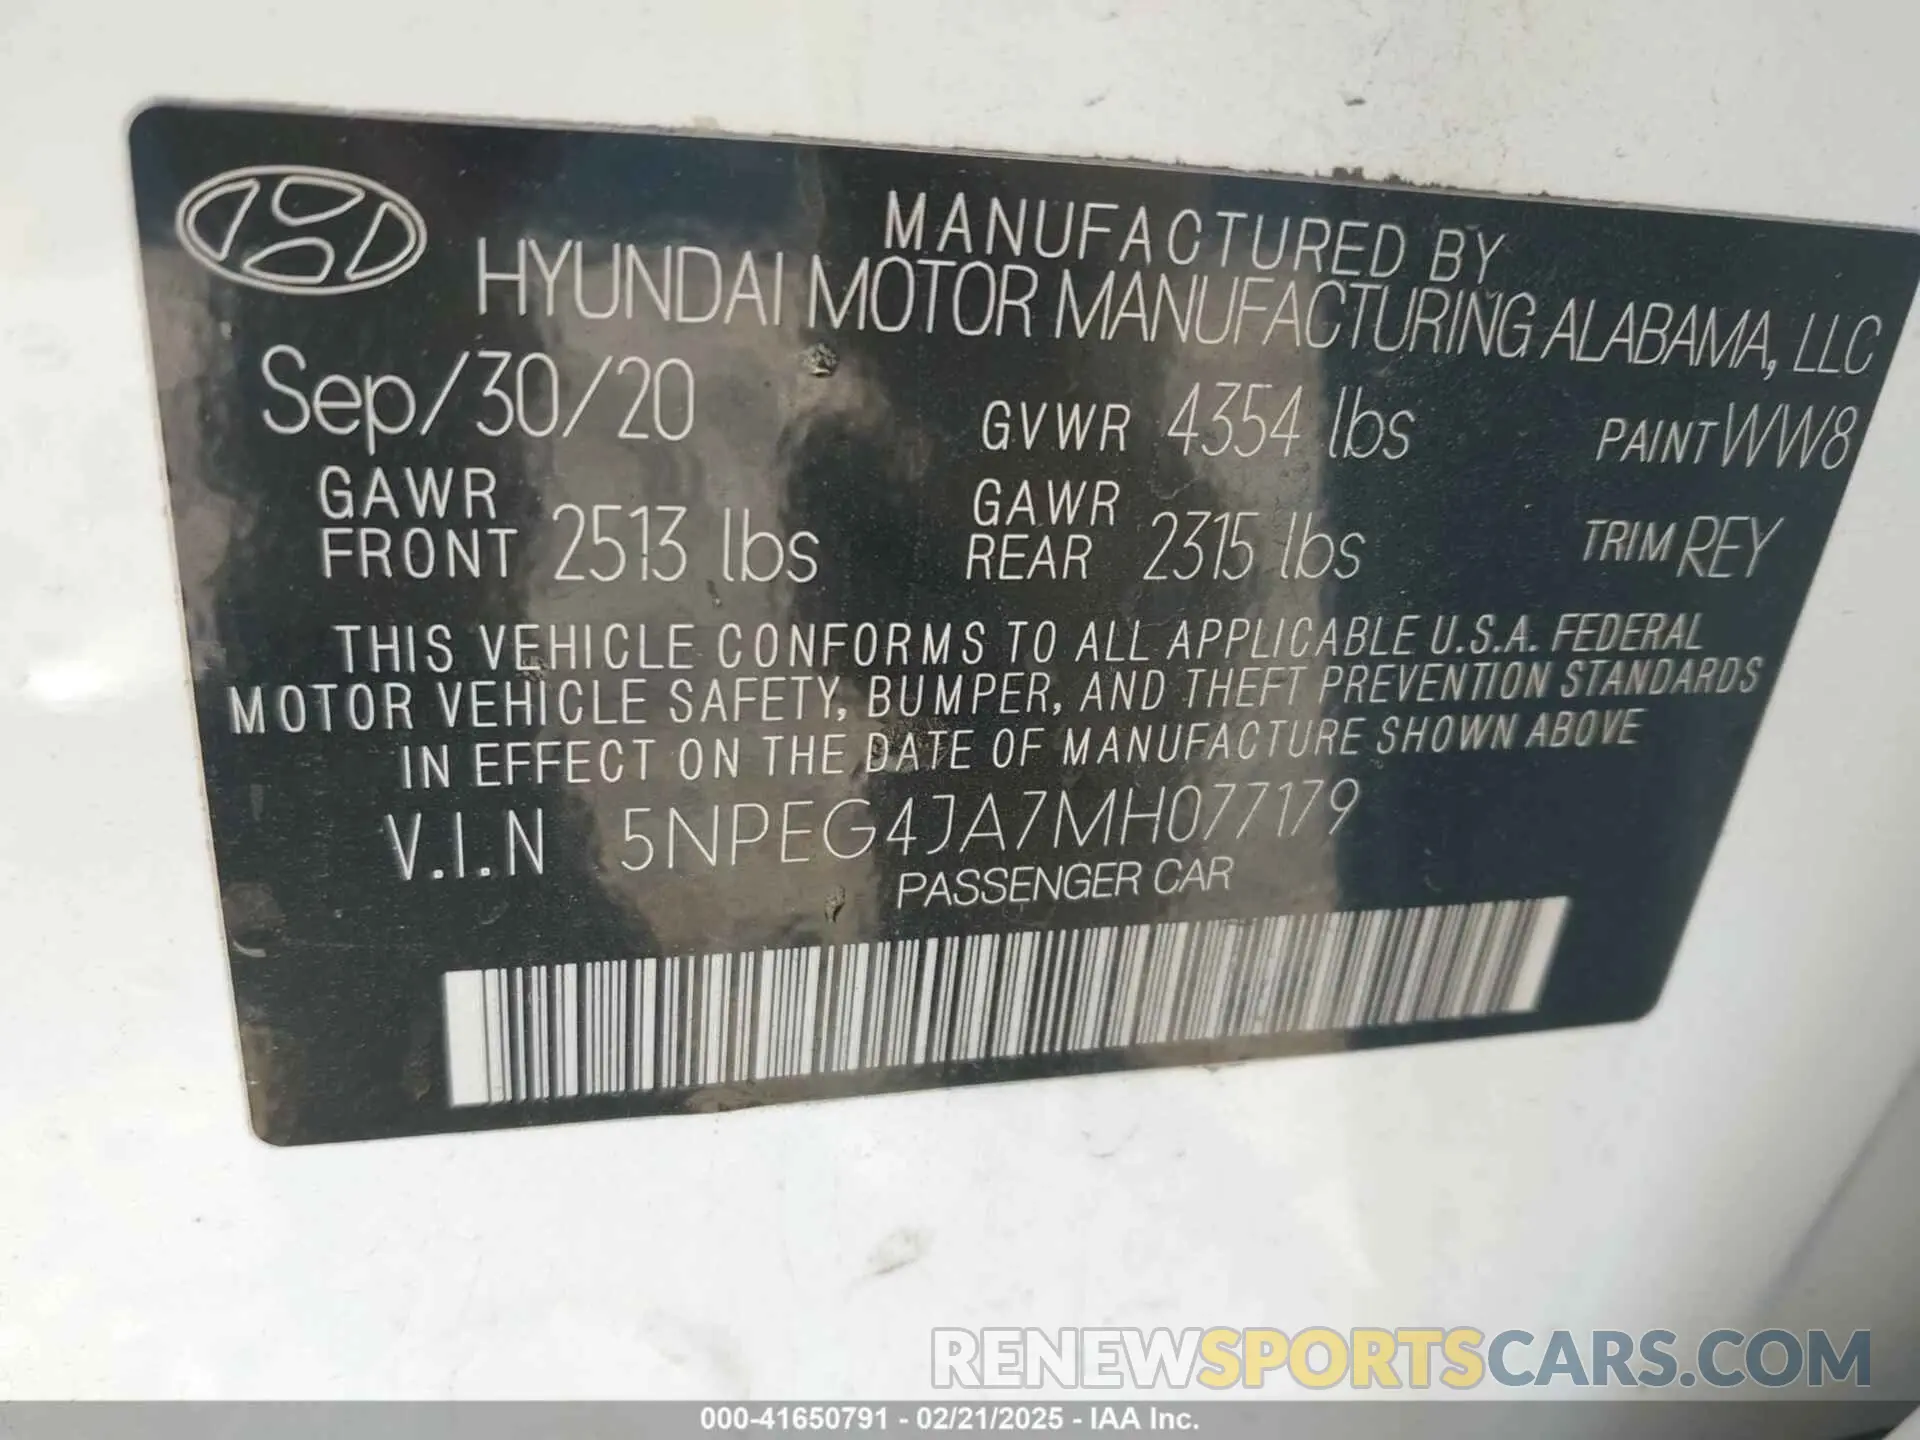 MANUFACTURED BY
HYUNDAI MOTOR MANUFACTURING ALABAMA, LLC
Sep/30/20 GVWR 4354 lbs PAINT WW8
GAWR FRONT 2513 lbs GAWR REAR 2315 lbs TRIM REY
THIS VEHICLE CONFORMS TO ALL APPLICABLE U.S.A. FEDERAL
MOTOR VEHICLE SAFETY, BUMPER, AND THEFT PREVENTION STANDARDS
IN EFFECT ON THE DATE OF MANUFACTURE SHOWN ABOVE
V.I.N 5NPEG4JA7MH077179
PASSENGER CAR
RENEWSPORTSCARS.COM
000-41650791 - 02/21/2025 - IAA Inc.